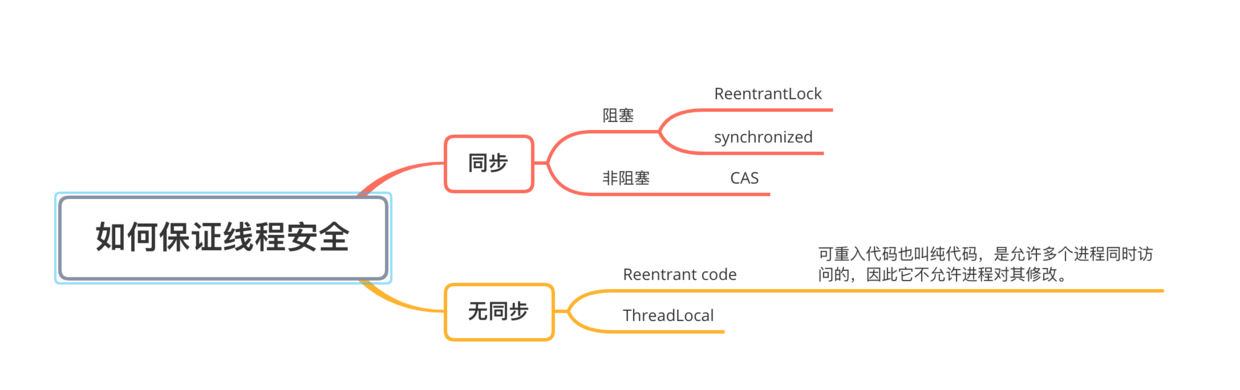 如何保证线程安全
同步
阻塞
ReentrantLock
synchronized
非阻塞
CAS
无同步
Reentrant code
可重入代码也叫纯代码，是允许多个进程同时访
问的，因此它不允许进程对其修改。
ThreadLocal